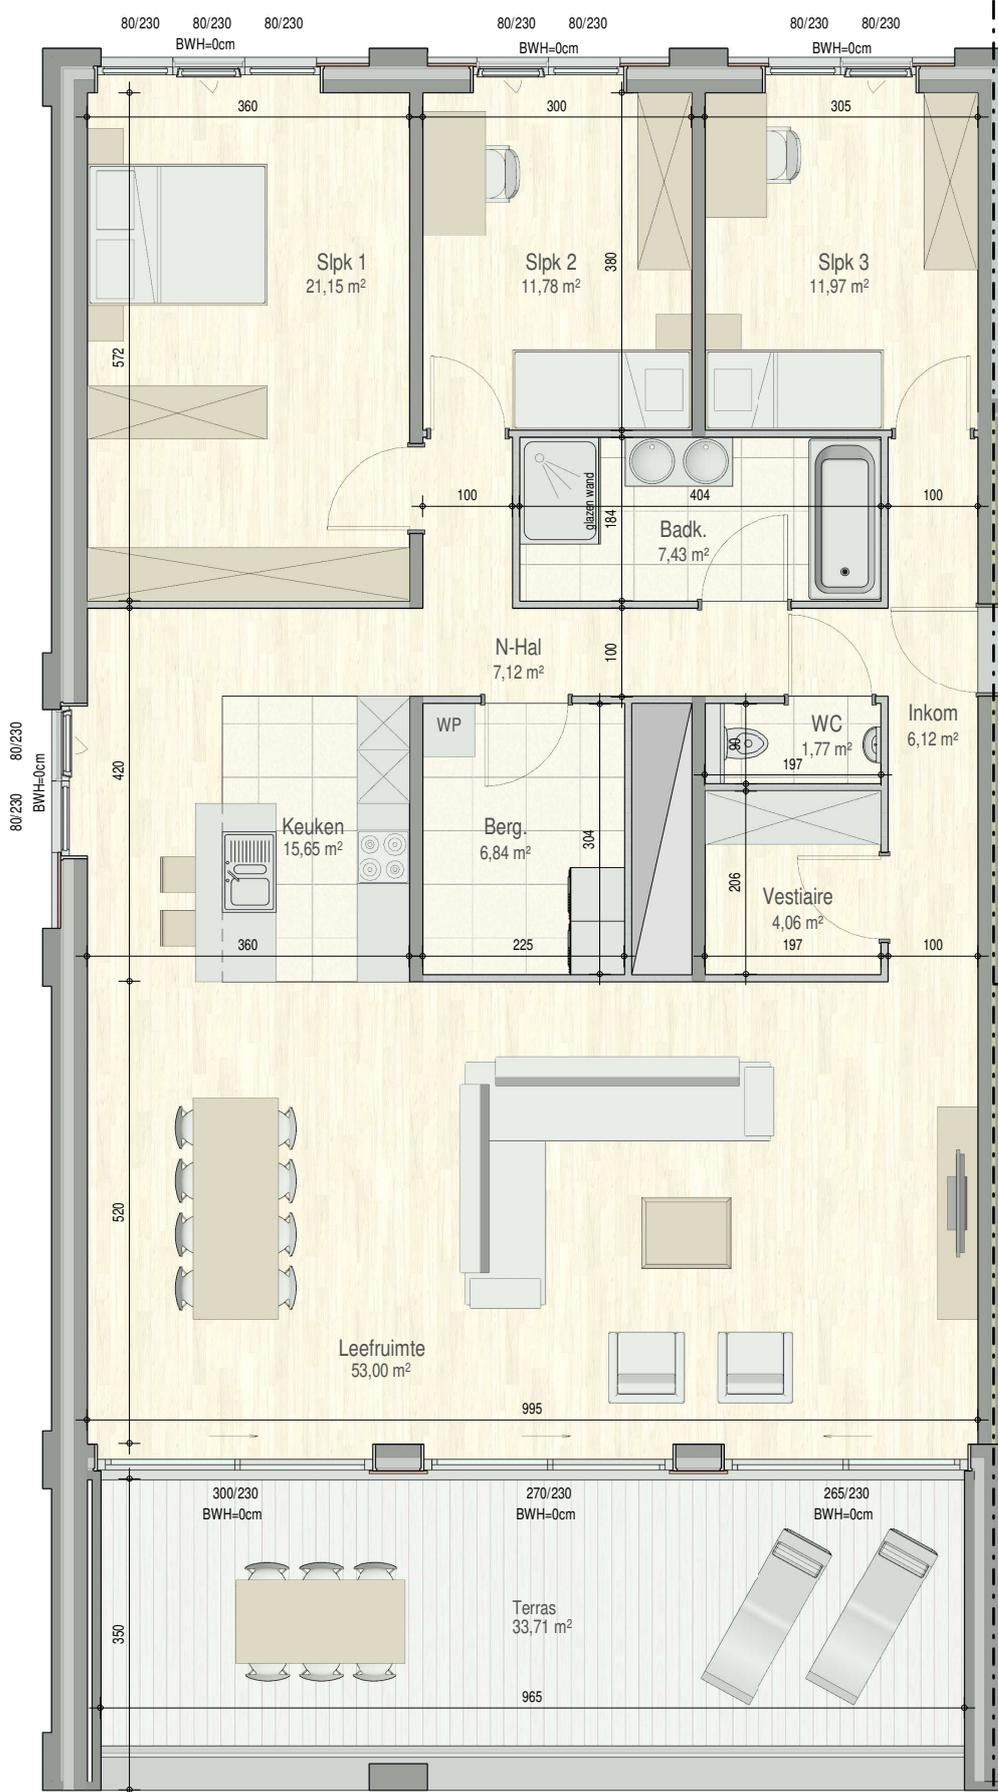 80/230 80/230 80/230
BWH=0cm
80/230 80/230
BWH=0cm
80/230 80/230
BWH=0cm
360
300
305
Slpk 1
21,15 m²
Slpk 2
11,78 m²
Slpk 3
11,97 m²
380
572
100
404
100
glazen wand
184
Badk.
7,43 m²
N-Hal
7,12 m²
100
WP
WC
1,77 m²
90
197
Inkom
6,12 m²
80/230
80/230
BWH=0cm
420
Keuken
15,65 m²
Berg.
6,84 m²
304
206
Vestiaire
4,06 m²
360
225
197
100
520
Leefruimte
53,00 m²
995
300/230
BWH=0cm
270/230
BWH=0cm
265/230
BWH=0cm
Terras
33,71 m²
350
965